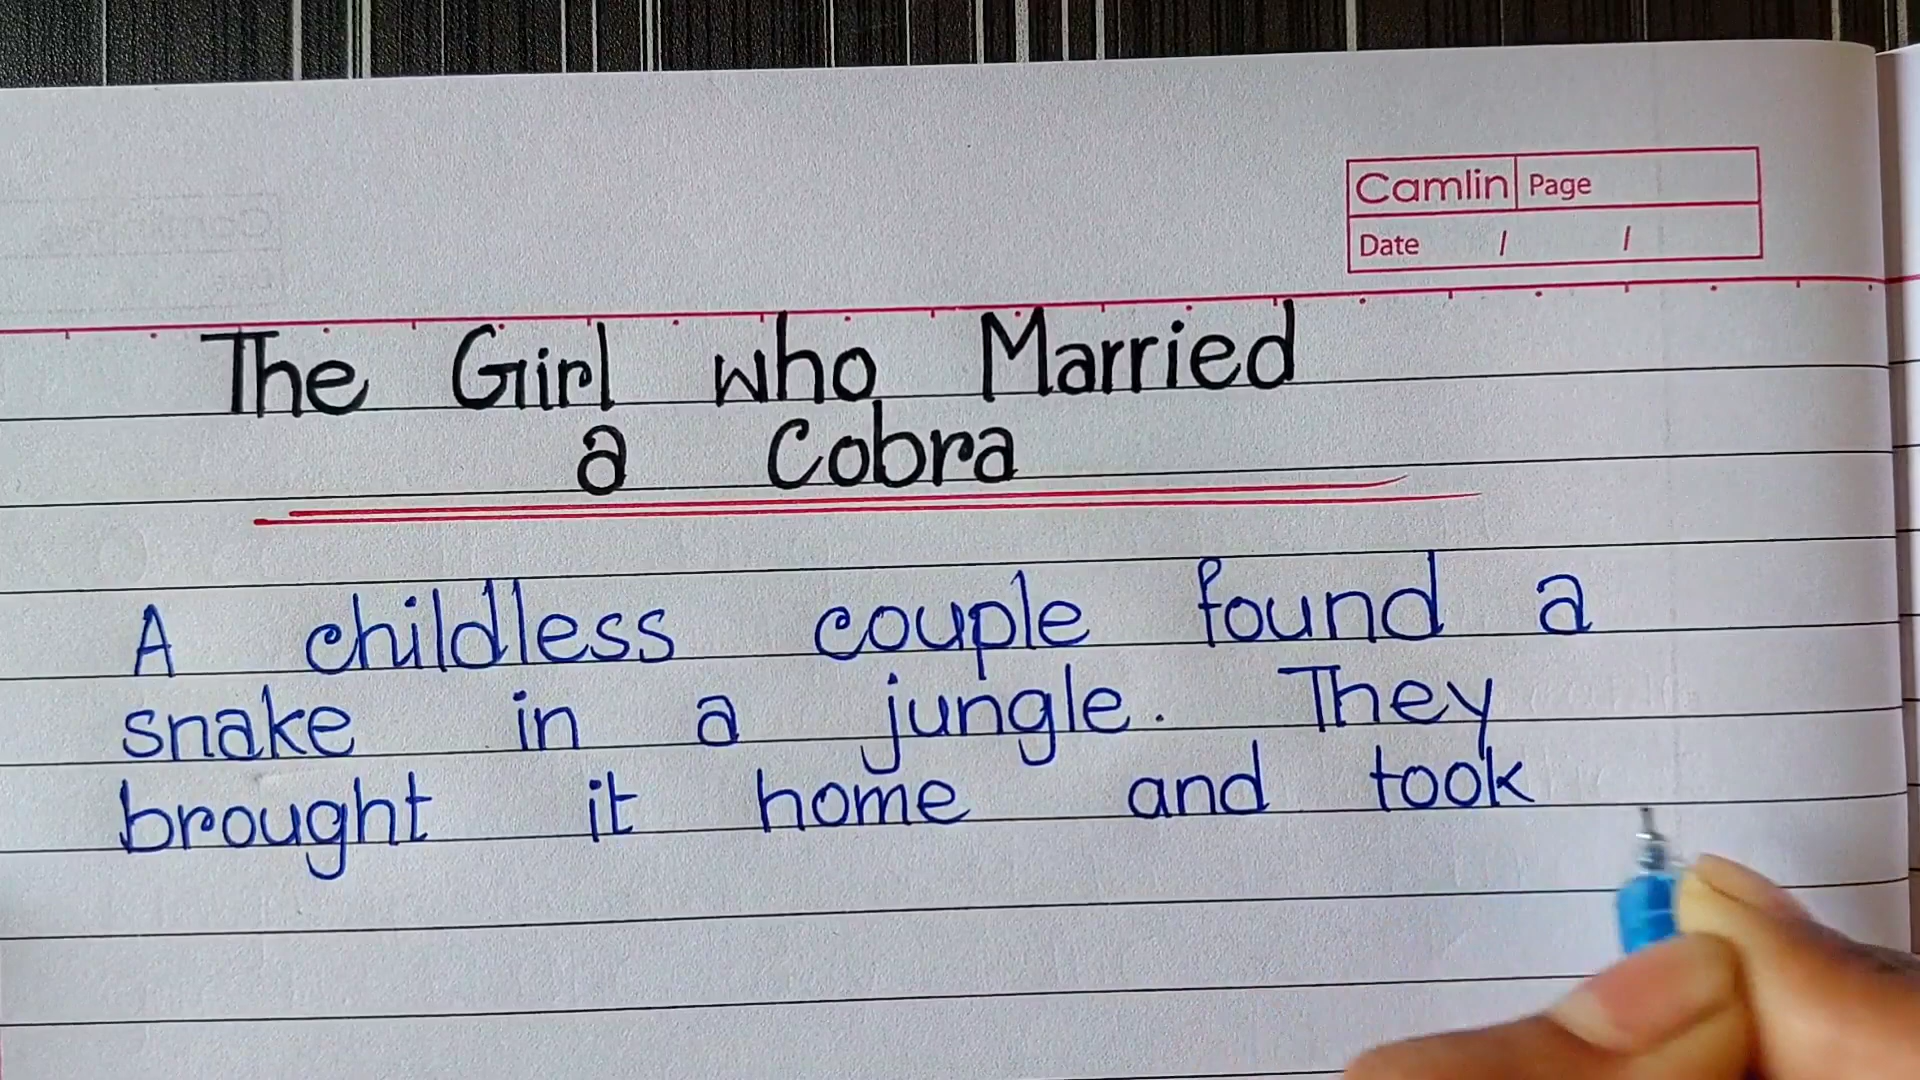 Camlin Page
Date / /
The Girl who Married
a Cobra
A childless couple found a
snake in a jungle. They
brought it home and took